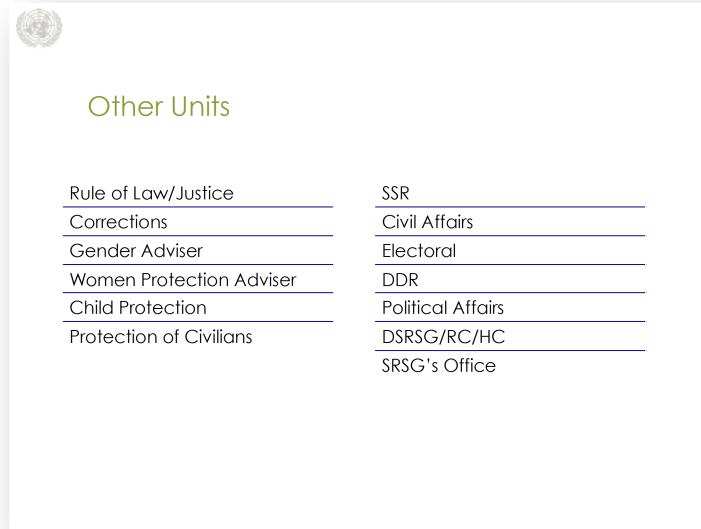 Other Units
Rule of Law/Justice
Corrections
Gender Adviser
Women Protection Adviser
Child Protection
Protection of Civilians
SSR
Civil Affairs
Electoral
DDR
Political Affairs
DSRSG/RC/HC
SRSG's Office